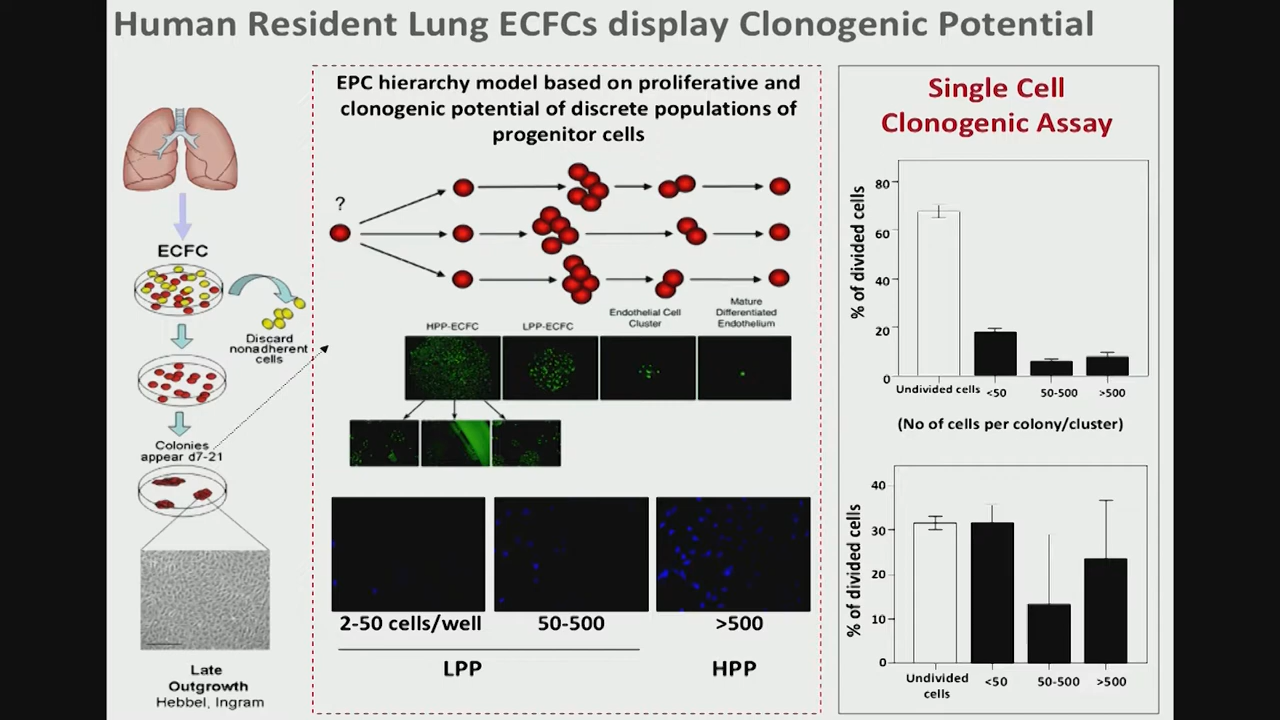 Human Resident Lung ECFCs display Clonogenic Potential
ECFC
Discard
nonadherent
cells
Colonies
appear d7-21
Late
Outgrowth
Hebbel, Ingram
EPC hierarchy model based on proliferative and
clonogenic potential of discrete populations of
progenitor cells
?
HPP-ECFC
LPP-ECFC
Endothelial Cell
Cluster
Mature
Differentiated
Endothelium
2-50 cells/well
50-500
>500
LPP
HPP
Single Cell
Clonogenic Assay
% of divided cells
80
60
40
20
0
Undivided cells
<50
50-500
>500
(No of cells per colony/cluster)
% of divided cells
40
30
20
10
0
Undivided
cells
<50
50-500
>500